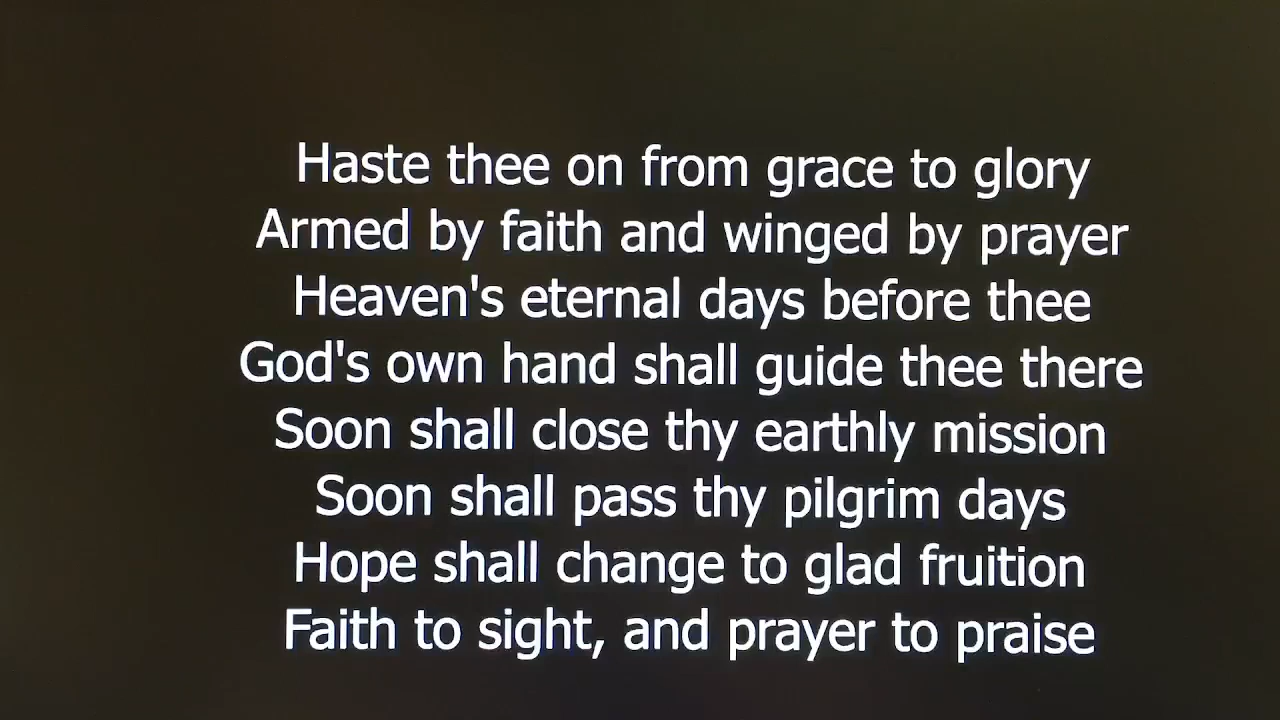 Haste thee on from grace to glory
Armed by faith and winged by prayer
Heaven's eternal days before thee
God's own hand shall guide thee there
Soon shall close thy earthly mission
Soon shall pass thy pilgrim days
Hope shall change to glad fruition
Faith to sight, and prayer to praise